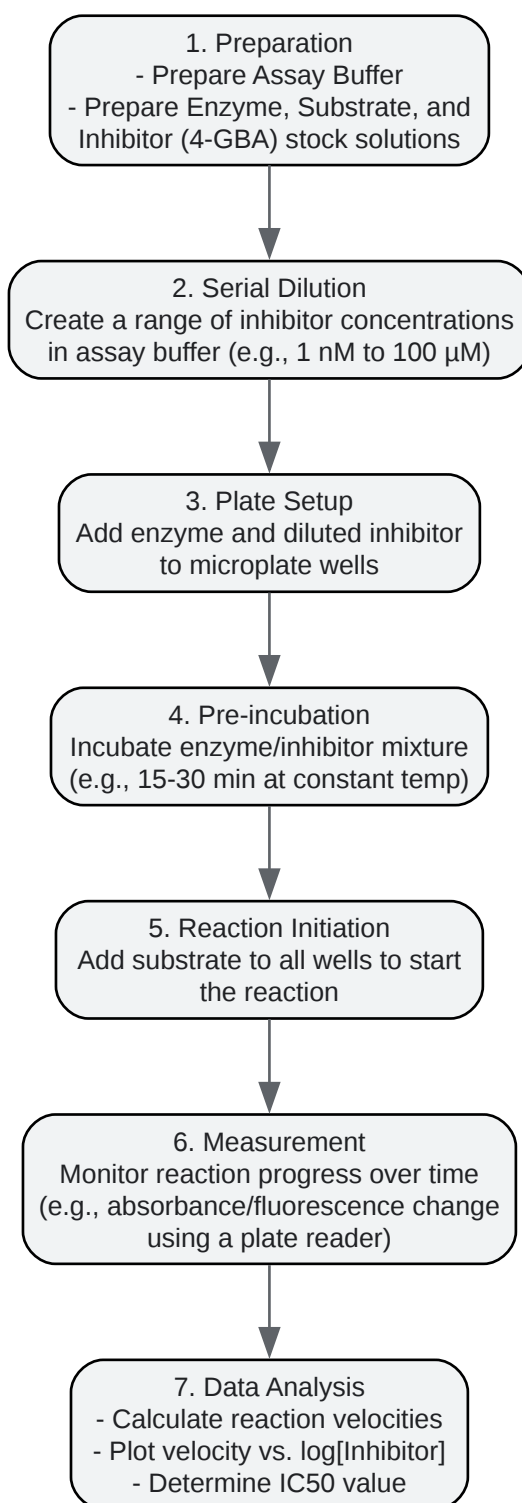 1. Preparation
- Prepare Assay Buffer
- Prepare Enzyme, Substrate, and
Inhibitor (4-GBA) stock solutions
2. Serial Dilution
Create a range of inhibitor concentrations
in assay buffer (e.g., 1 nM to 100 µM)
3. Plate Setup
Add enzyme and diluted inhibitor
to microplate wells
4. Pre-incubation
Incubate enzyme/inhibitor mixture
(e.g., 15-30 min at constant temp)
5. Reaction Initiation
Add substrate to all wells to start
the reaction
6. Measurement
Monitor reaction progress over time
(e.g., absorbance/fluorescence change
using a plate reader)
7. Data Analysis
- Calculate reaction velocities
- Plot velocity vs. log[Inhibitor]
- Determine IC50 value